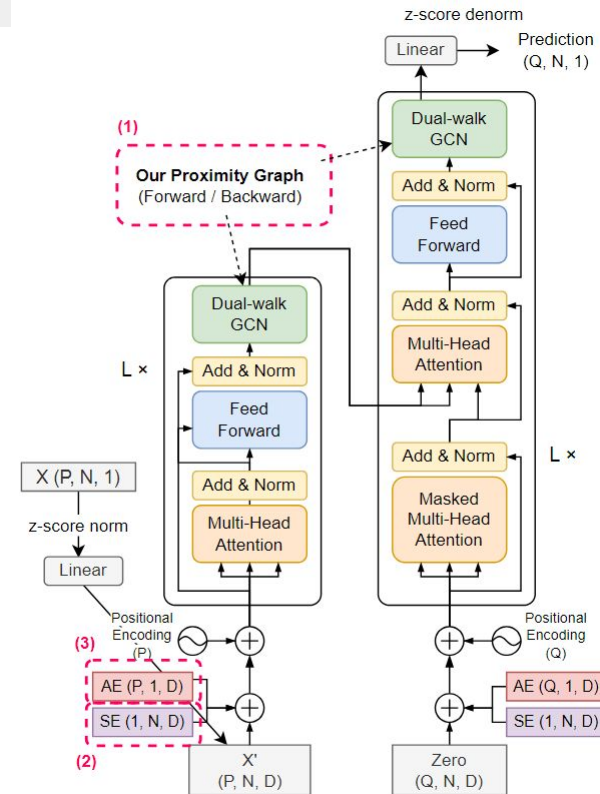 z-score denorm
Linear
Prediction
(Q, N, 1)
(1)
Our Proximity Graph
(Forward / Backward)
Dual-walk
GCN
Add & Norm
Feed
Forward
Add & Norm
Multi-Head
Attention
Add & Norm
Masked
Multi-Head
Attention
L ×
Dual-walk
GCN
L ×
Add & Norm
Feed
Forward
Add & Norm
Multi-Head
Attention
X (P, N, 1)
z-score norm
Linear
Positional
Encoding
(P)
(3)
AE (P, 1, D)
SE (1, N, D)
(2)
X'
(P, N, D)
Positional
Encoding
(Q)
AE (Q, 1, D)
SE (1, N, D)
Zero
(Q, N, D)